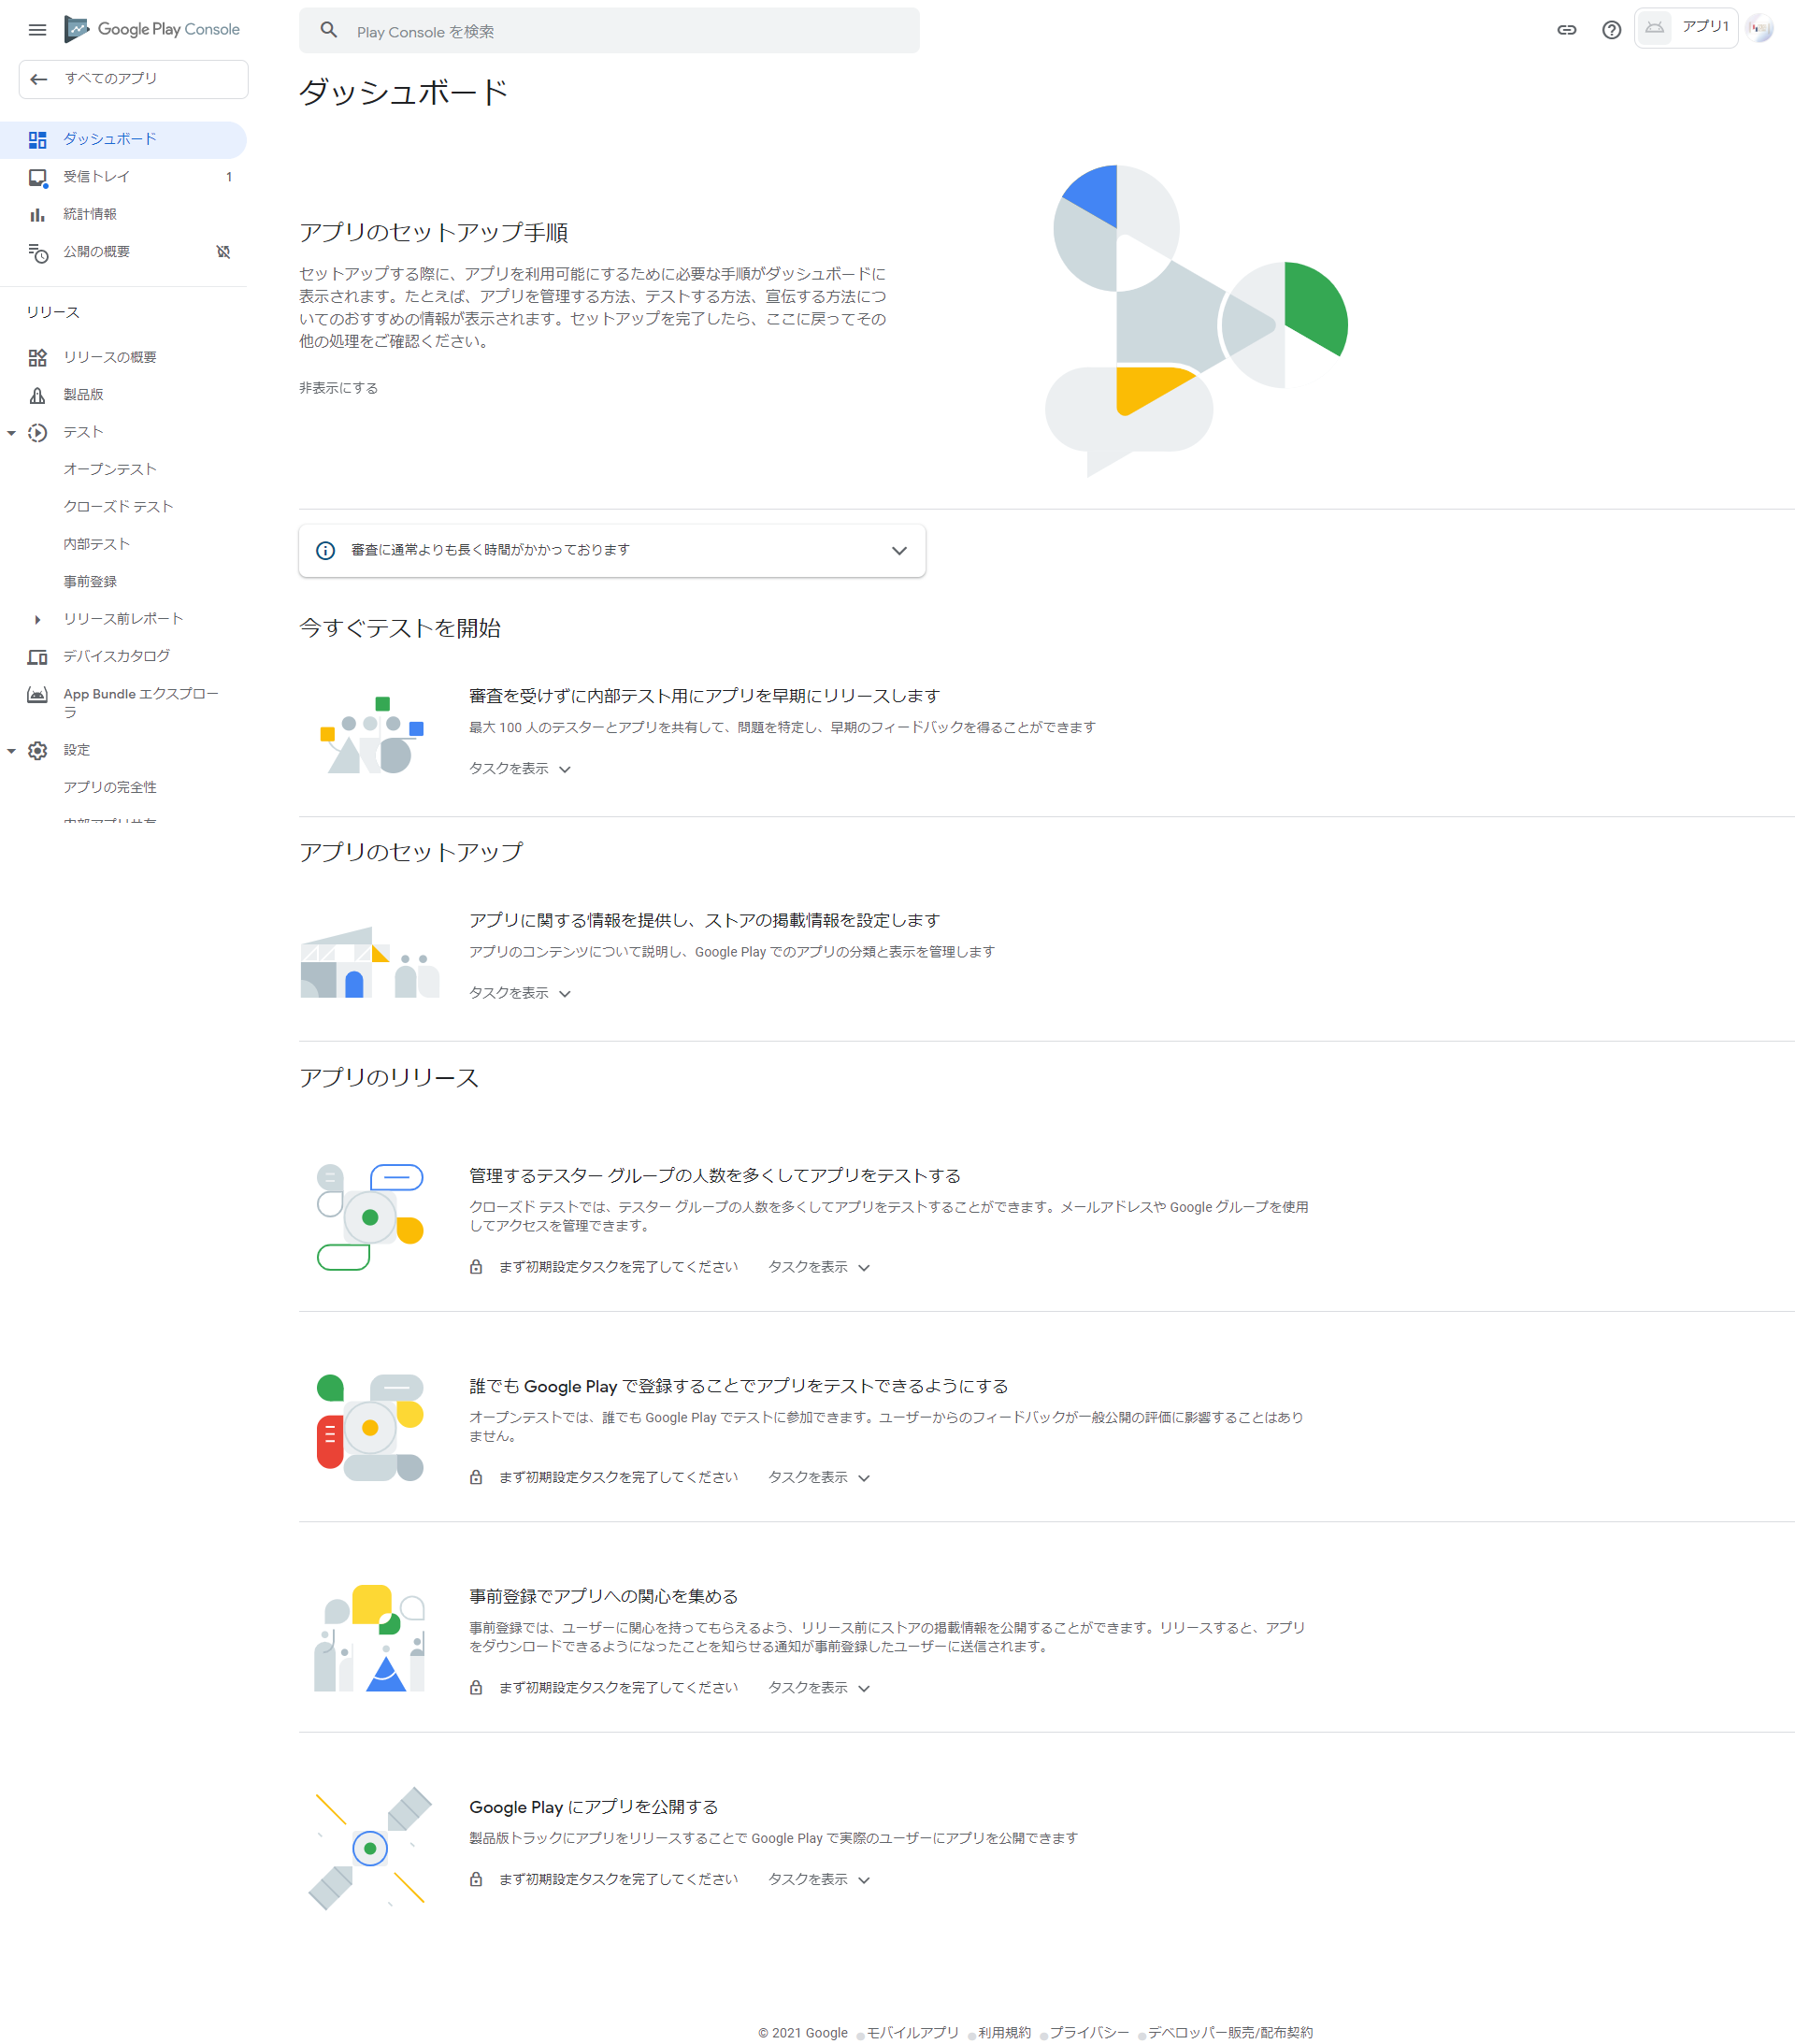 Google Play Console
Play Console を検索
アプリ1
すべてのアプリ
ダッシュボード
受信トレイ 1
統計情報
公開の概要
リリース
リリースの概要
製品版
テスト
オープンテスト
クローズド テスト
内部テスト
事前登録
リリース前レポート
デバイスカタログ
App Bundle エクスプロー
ラ
設定
アプリの完全性
ダッシュボード
アプリのセットアップ手順
セットアップする際に、アプリを利用可能にするために必要な手順がダッシュボードに
表示されます。たとえば、アプリを管理する方法、テストする方法、宣伝する方法につ
いてのおすすめの情報が表示されます。セットアップを完了したら、ここに戻ってその
他の処理をご確認ください。
非表示にする
審査に通常よりも長く時間がかかっております
今すぐテストを開始
審査を受けずに内部テスト用にアプリを早期にリリースします
最大 100 人のテスターとアプリを共有して、問題を特定し、早期のフィードバックを得ることができます
タスクを表示
アプリのセットアップ
アプリに関する情報を提供し、ストアの掲載情報を設定します
アプリのコンテンツについて説明し、Google Play でのアプリの分類と表示を管理します
タスクを表示
アプリのリリース
管理するテスター グループの人数を多くしてアプリをテストする
クローズド テストでは、テスター グループの人数を多くしてアプリをテストすることができます。メールアドレスや Google グループを使用
してアクセスを管理できます。
まず初期設定タスクを完了してください タスクを表示
誰でも Google Play で登録することでアプリをテストできるようにする
オープンテストでは、誰でも Google Play でテストに参加できます。ユーザーからのフィードバックが一般公開の評価に影響することはあり
ません。
まず初期設定タスクを完了してください タスクを表示
事前登録でアプリへの関心を集める
事前登録では、ユーザーに関心を持ってもらえるよう、リリース前にストアの掲載情報を公開することができます。リリースすると、アプリ
をダウンロードできるようになったことを知らせる通知が事前登録したユーザーに送信されます。
まず初期設定タスクを完了してください タスクを表示
Google Play にアプリを公開する
製品版トラックにアプリをリリースすることで Google Play で実際のユーザーにアプリを公開できます
まず初期設定タスクを完了してください タスクを表示
© 2021 Google モバイルアプリ 利用規約 プライバシー デベロッパー販売/配布契約